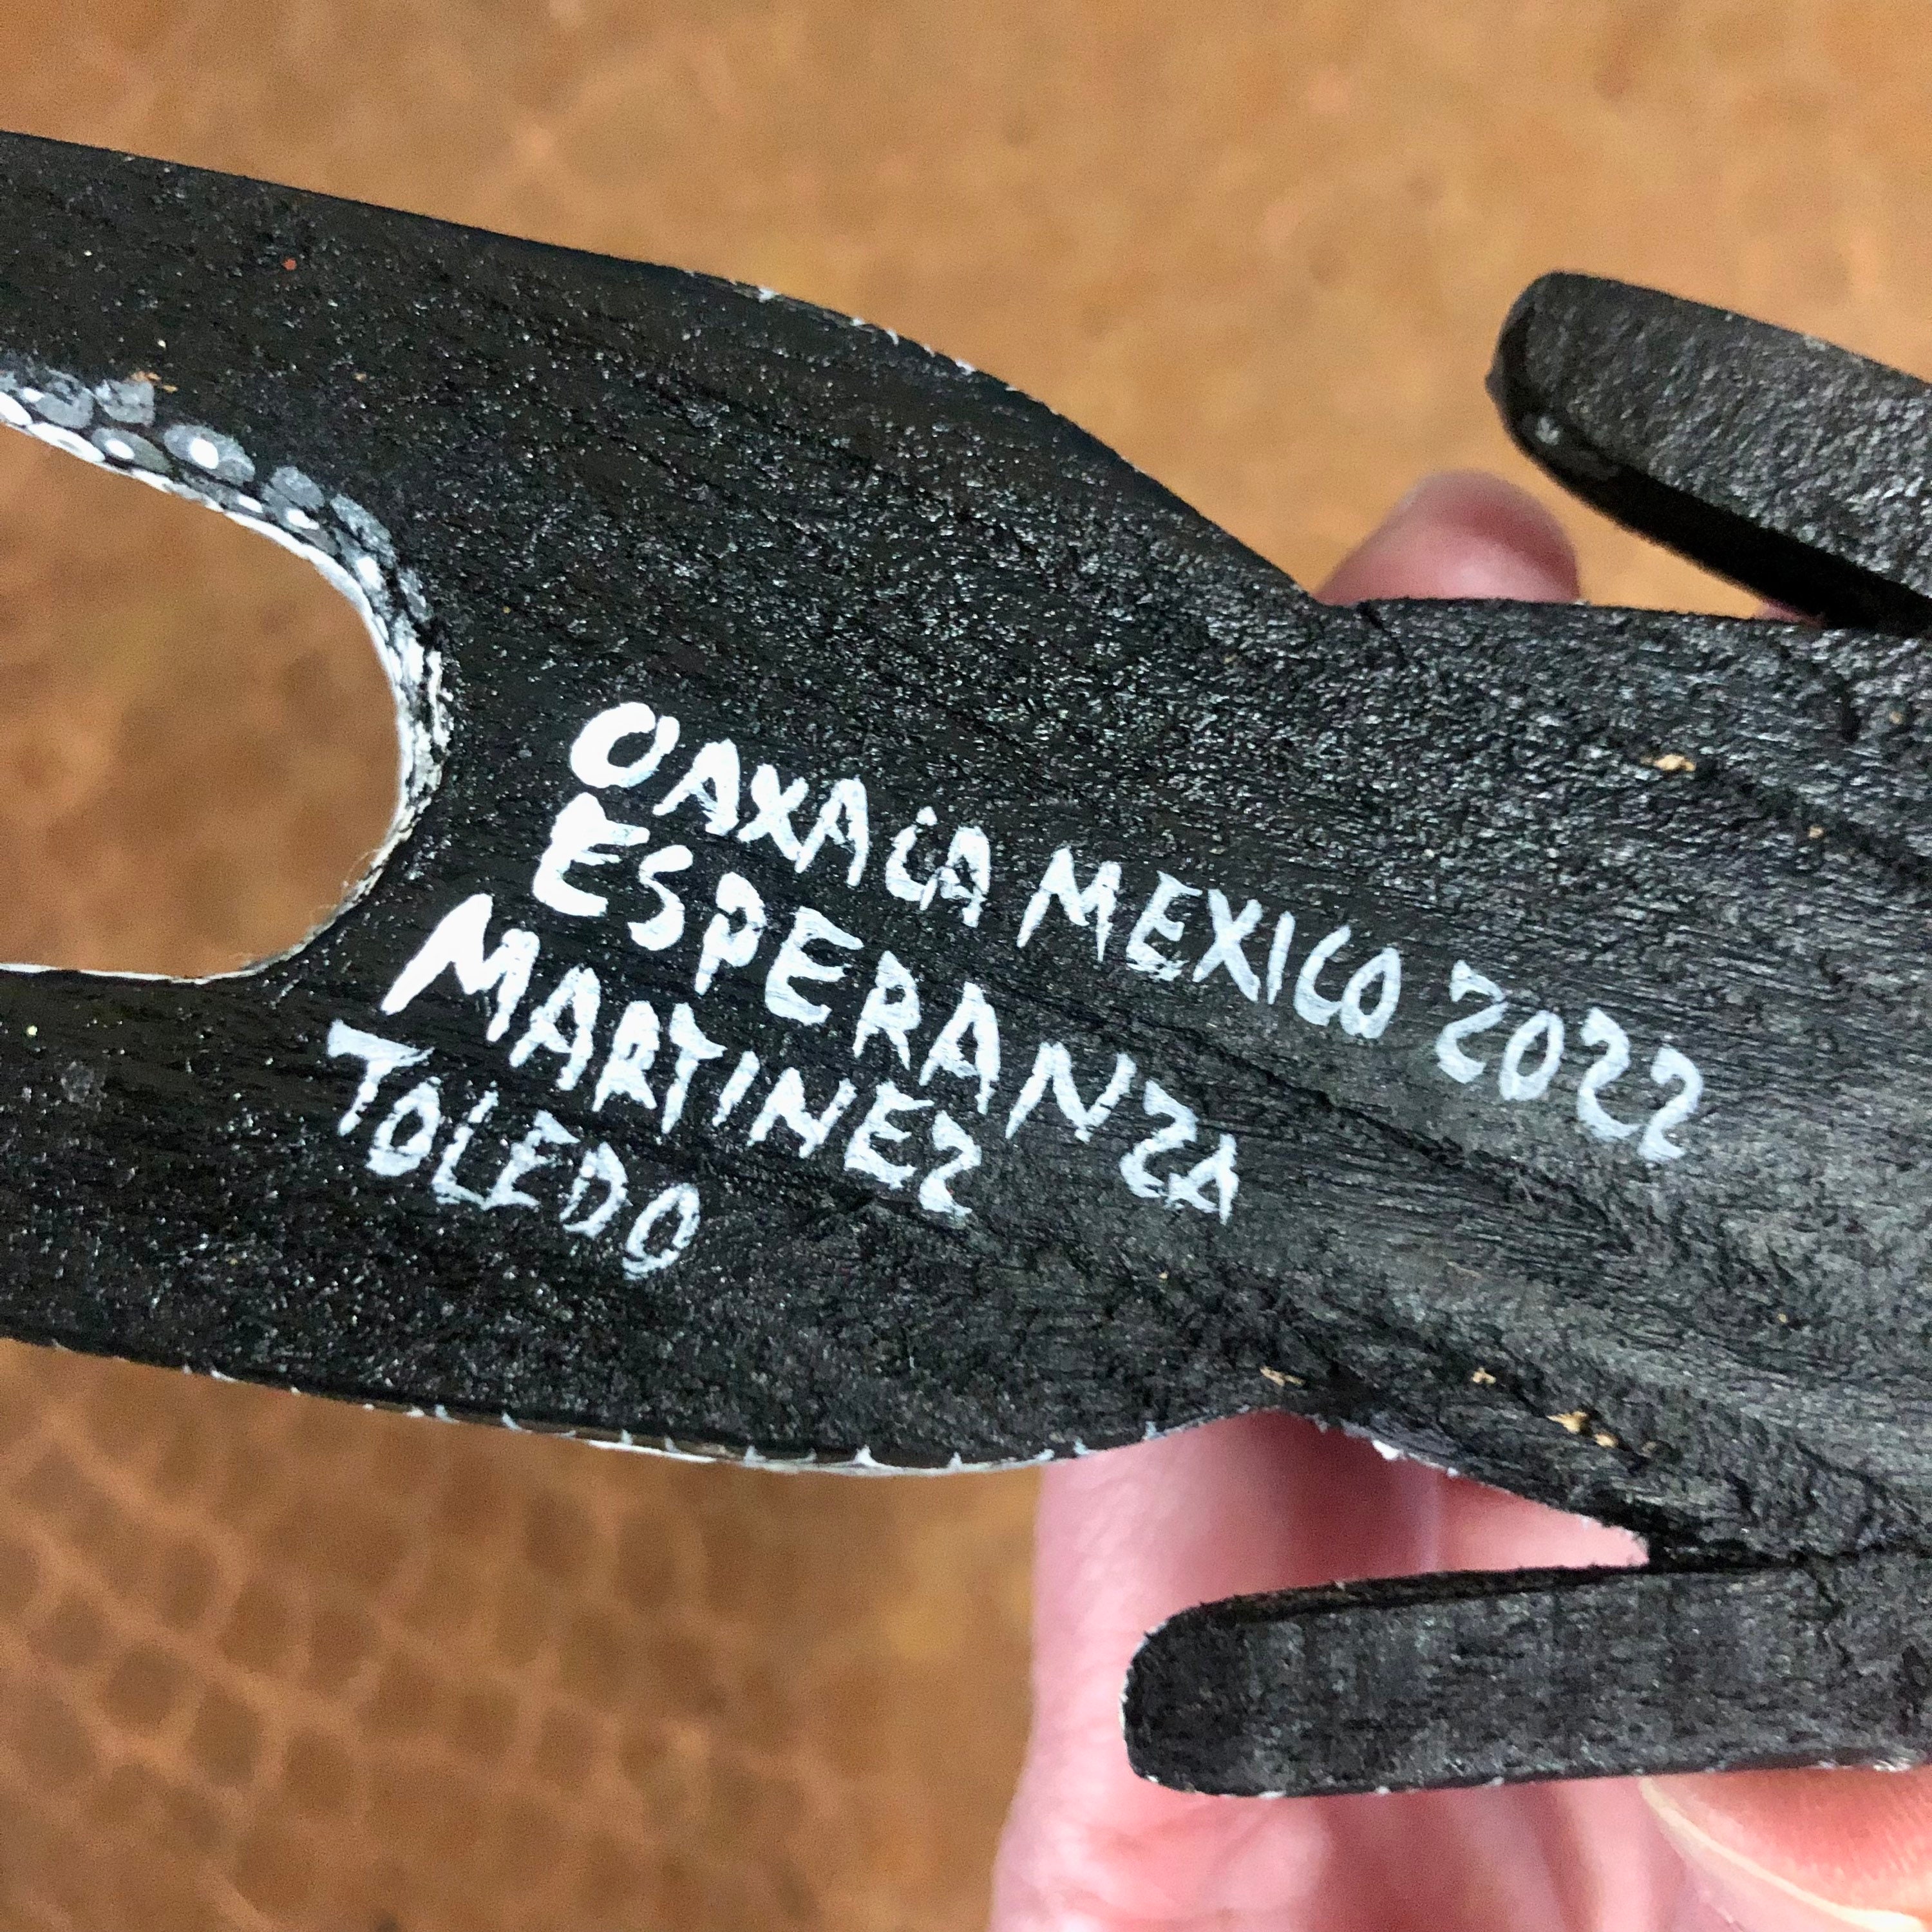 OAXACA MEXICO 2022
ESPERANZA
MARTINEZ
TOLEDO